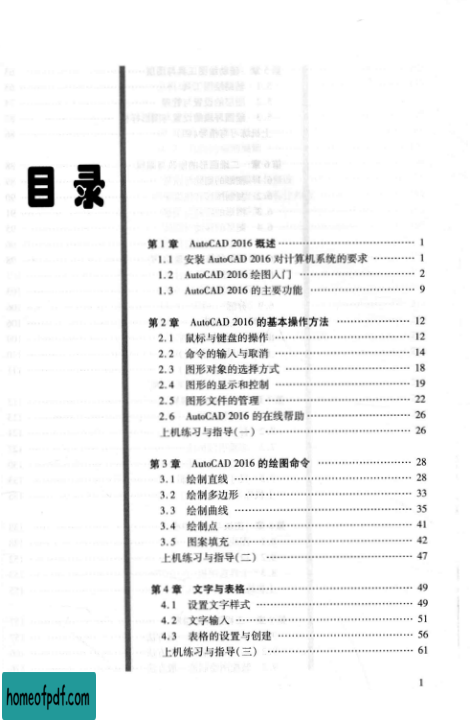 目录
第1章 AutoCAD 2016 概述 …… 1
1.1 安装 AutoCAD 2016 对计算机系统的要求 …… 1
1.2 AutoCAD 2016 绘图入门 …… 2
1.3 AutoCAD 2016 的主要功能 …… 9
第2章 AutoCAD 2016 的基本操作方法 …… 12
2.1 鼠标与键盘的操作 …… 12
2.2 命令的输入与取消 …… 14
2.3 图形对象的选择方式 …… 18
2.4 图形的显示和控制 …… 19
2.5 图形文件的管理 …… 22
2.6 AutoCAD 2016 的在线帮助 …… 26
上机练习与指导(一) …… 26
第3章 AutoCAD 2016 的绘图命令 …… 28
3.1 绘制直线 …… 28
3.2 绘制多边形 …… 33
3.3 绘制曲线 …… 35
3.4 绘制点 …… 41
3.5 图案填充 …… 42
上机练习与指导(二) …… 47
第4章 文字与表格 …… 49
4.1 设置文字样式 …… 49
4.2 文字输入 …… 51
4.3 表格的设置与创建 …… 56
上机练习与指导(三) …… 61
1
homeofpdf.com